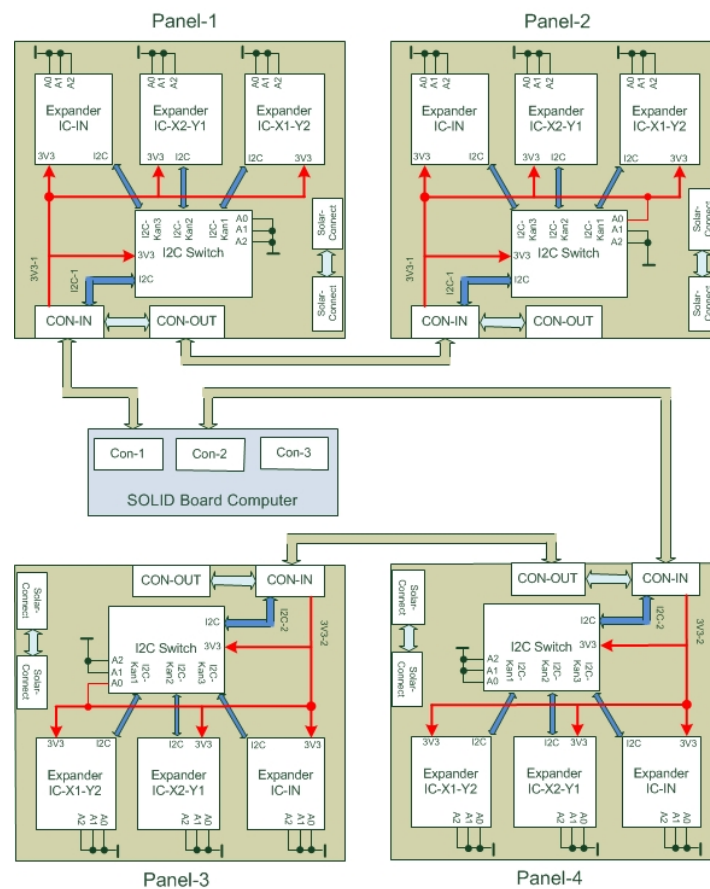 Panel-1
A0 A1 A2
A0 A1 A2
A0 A1 A2
Expander
IC-IN
Expander
IC-X2-Y1
Expander
IC-X1-Y2
3V3 I2C
3V3 I2C
I2C 3V3
I2C-Kan3
I2C-Kan2
I2C-Kan1
A0
A1
A2
I2C Switch
3V3
I2C
3V3-1
I2C-1
CON-IN
CON-OUT
Solar-Connect
Solar-Connect
Panel-2
A0 A1 A2
A0 A1 A2
A0 A1 A2
Expander
IC-IN
Expander
IC-X2-Y1
Expander
IC-X1-Y2
3V3 I2C
3V3 I2C
I2C 3V3
I2C-Kan3
I2C-Kan2
I2C-Kan1
A0
A1
A2
I2C Switch
3V3
I2C
3V3-1
I2C-1
CON-IN
CON-OUT
Solar-Connect
Solar-Connect
Con-1
Con-2
Con-3
SOLID Board Computer
CON-OUT
CON-IN
Solar-Connect
Solar-Connect
I2C
I2C-2
3V3-2
I2C Switch
3V3
A2
A1
A0
I2C-Kan1
I2C-Kan2
I2C-Kan3
3V3 I2C
I2C 3V3
I2C 3V3
Expander
IC-X1-Y2
Expander
IC-X2-Y1
Expander
IC-IN
A2 A1 A0
A2 A1 A0
A2 A1 A0
Panel-3
CON-OUT
CON-IN
Solar-Connect
Solar-Connect
I2C
I2C-2
3V3-2
I2C Switch
3V3
A2
A1
A0
I2C-Kan1
I2C-Kan2
I2C-Kan3
3V3 I2C
I2C 3V3
I2C 3V3
Expander
IC-X1-Y2
Expander
IC-X2-Y1
Expander
IC-IN
A2 A1 A0
A2 A1 A0
A2 A1 A0
Panel-4